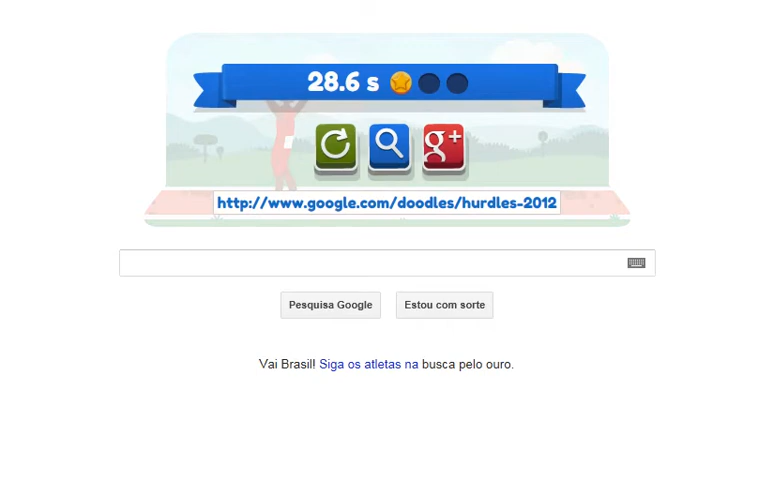 28.6 s
g+
http://www.google.com/doodles/hurdles-2012
Pesquisa Google
Estou com sorte
Vai Brasil! Siga os atletas na busca pelo ouro.